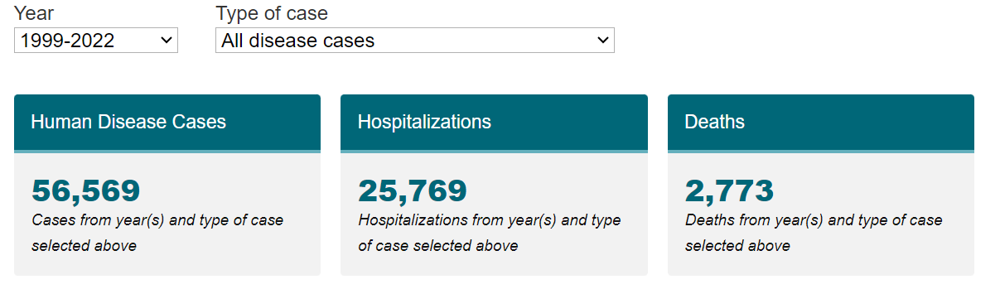 Year
1999-2022
Type of case
All disease cases
Human Disease Cases
56,569
Cases from year(s) and type of case
selected above
Hospitalizations
25,769
Hospitalizations from year(s) and type
of case selected above
Deaths
2,773
Deaths from year(s) and type of case
selected above